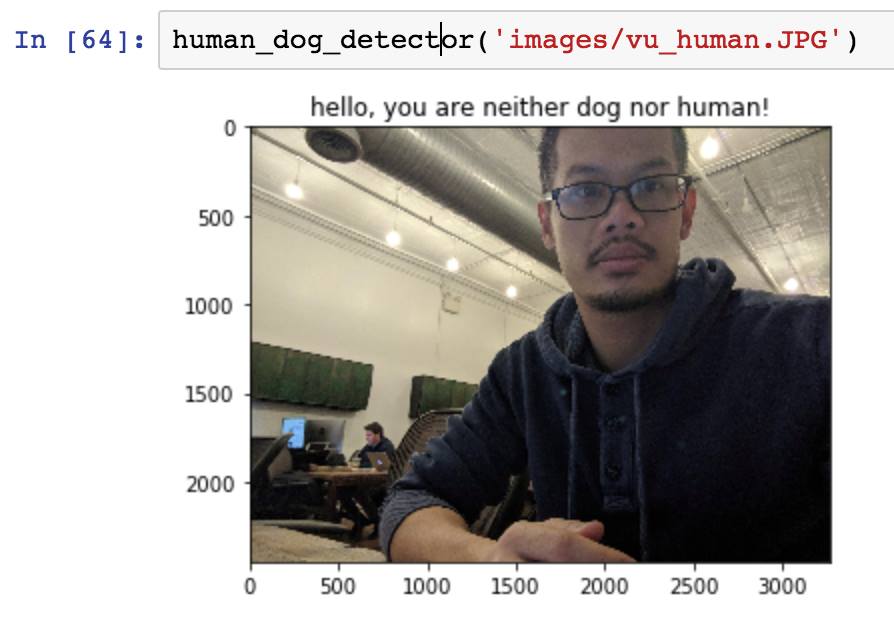 In [64]: human_dog_detector('images/vu_human.JPG')
hello, you are neither dog nor human!
0
500
1000
1500
2000
0 500 1000 1500 2000 2500 3000